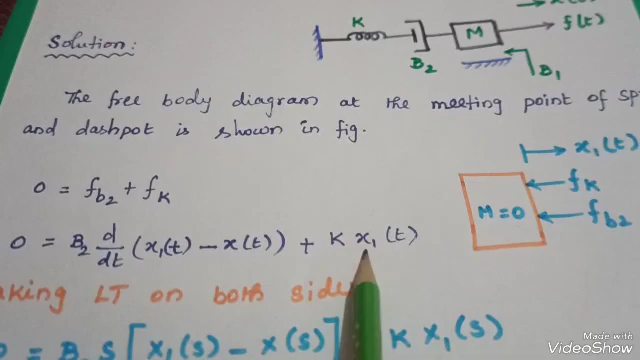 x(t)
Solution:
K
M
f(t)
B2
B1
The free body diagram at the meeting point of sp
and dashpot is shown in fig.
x1(t)
0 = fb2 + fK
fK
M=0
fb2
0 = B2 d/dt (x1(t) - x(t)) + K x1(t)
aking LT on both side
0 = B2 S[X1(S) - X(S)] K X1(S)
Made with
VideoShow